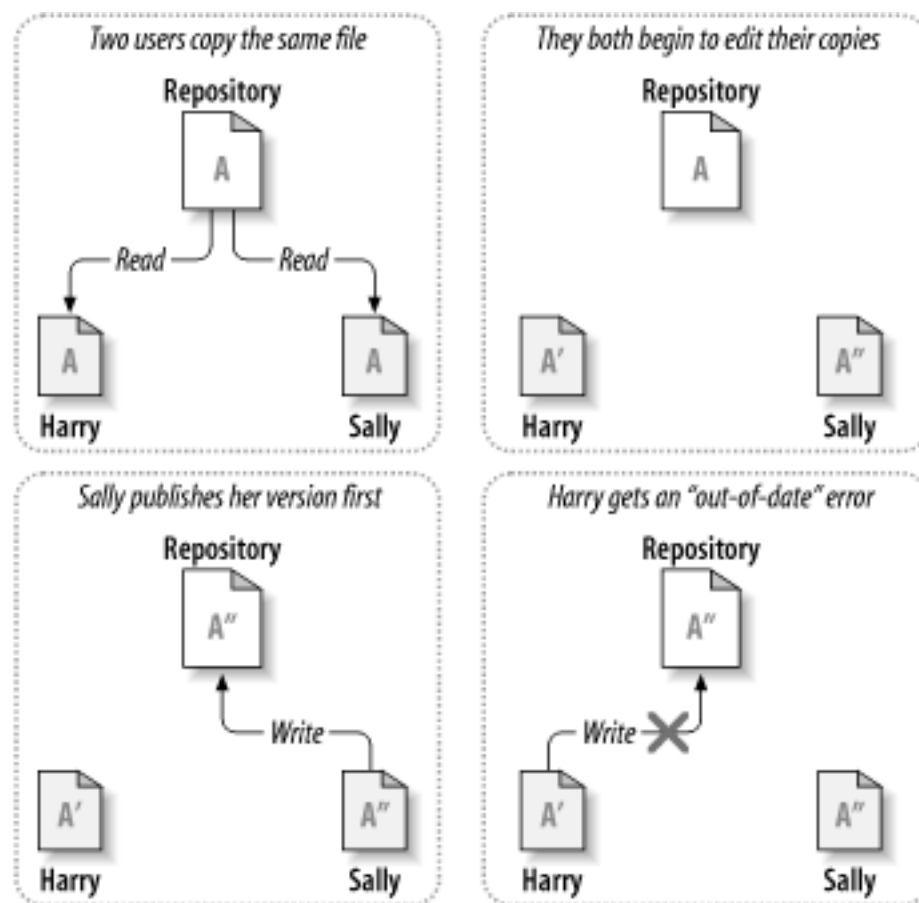 Two users copy the same file
Repository
A
Read Read
A A
Harry Sally
They both begin to edit their copies
Repository
A
A' A"
Harry Sally
Sally publishes her version first
Repository
A"
Write
A' A"
Harry Sally
Harry gets an “out-of-date” error
Repository
A"
Write
A' A"
Harry Sally